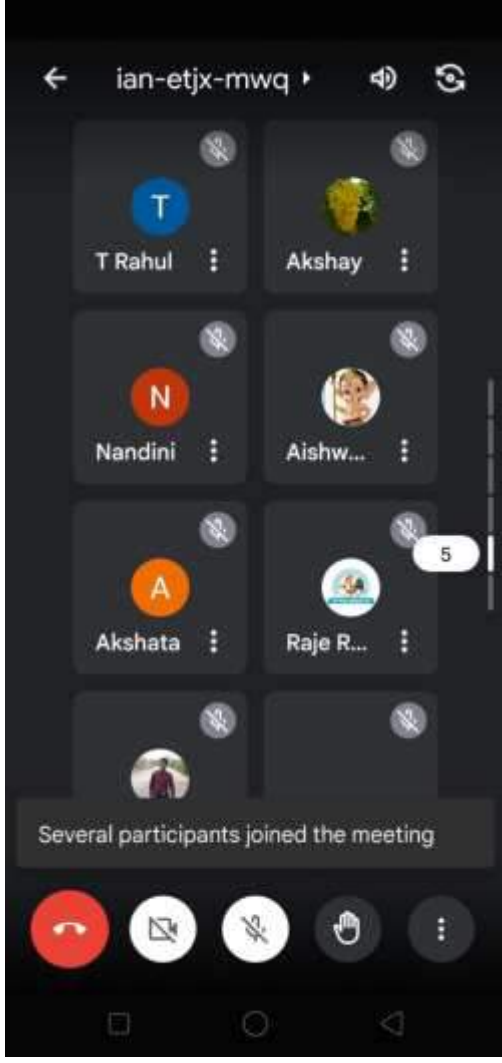 ian-etjx-mwq
T
T Rahul
Akshay
N
Nandini
Aishw...
A
Akshata
Raje R...
5
Several participants joined the meeting